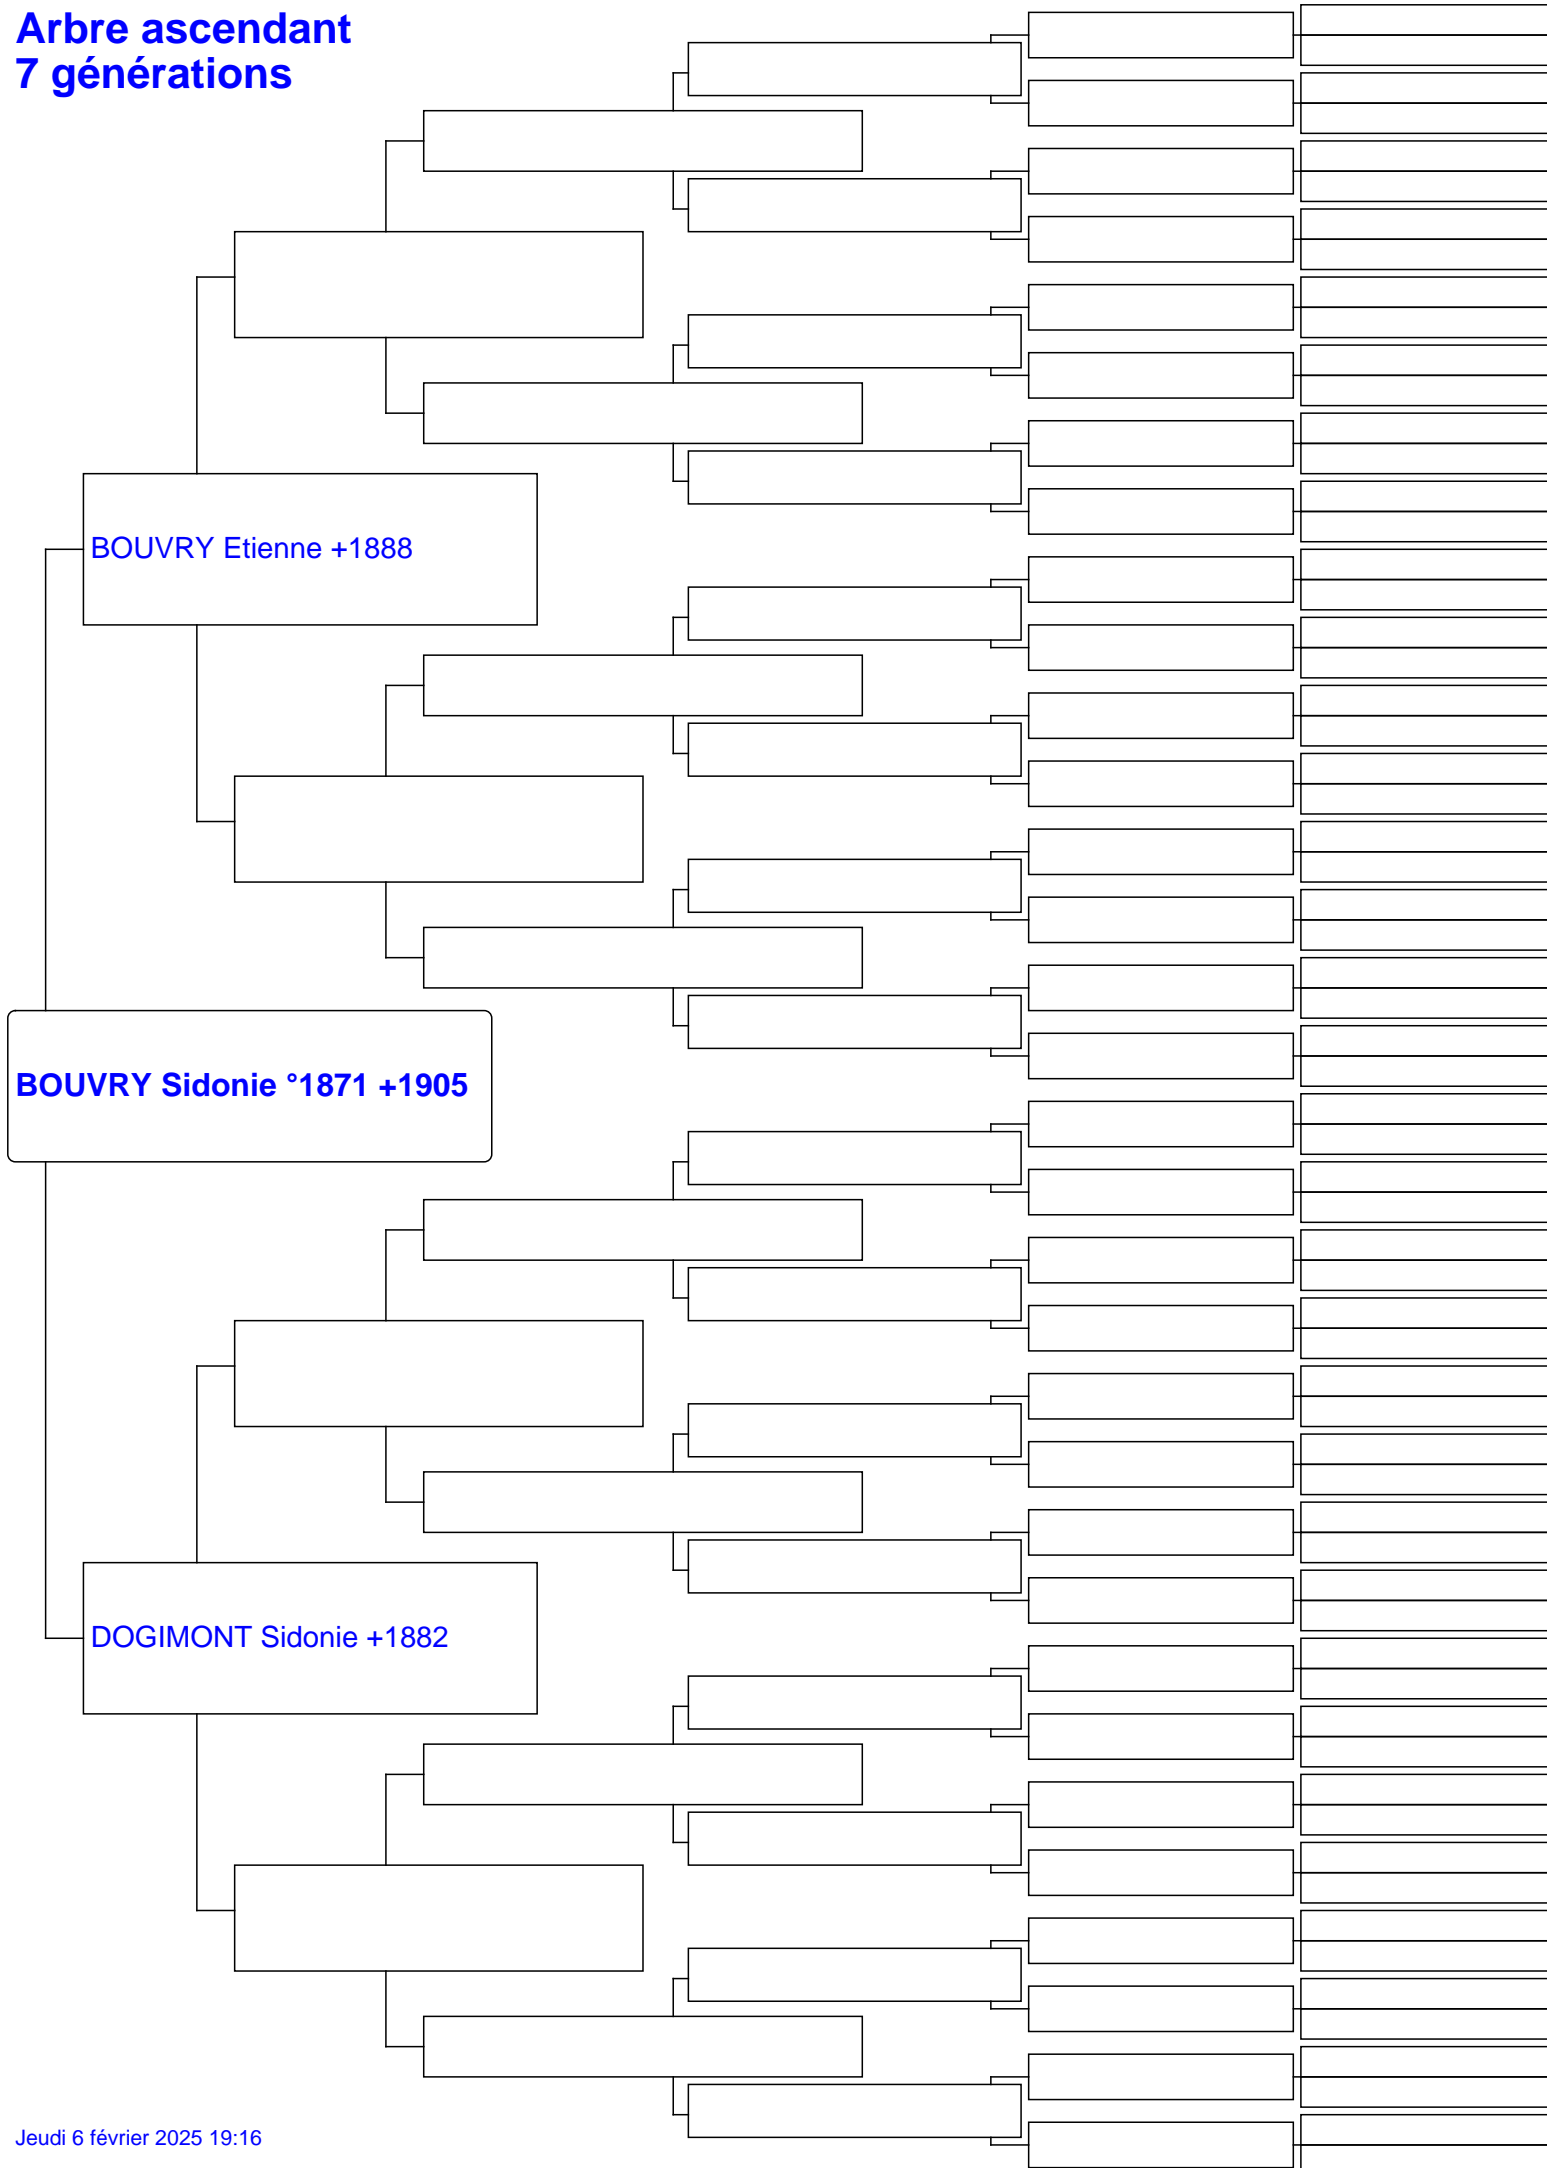 Arbre ascendant
7 générations
BOUVRY Etienne +1888
BOUVRY Sidonie °1871 +1905
DOGIMONT Sidonie +1882
Jeudi 6 février 2025 19:16